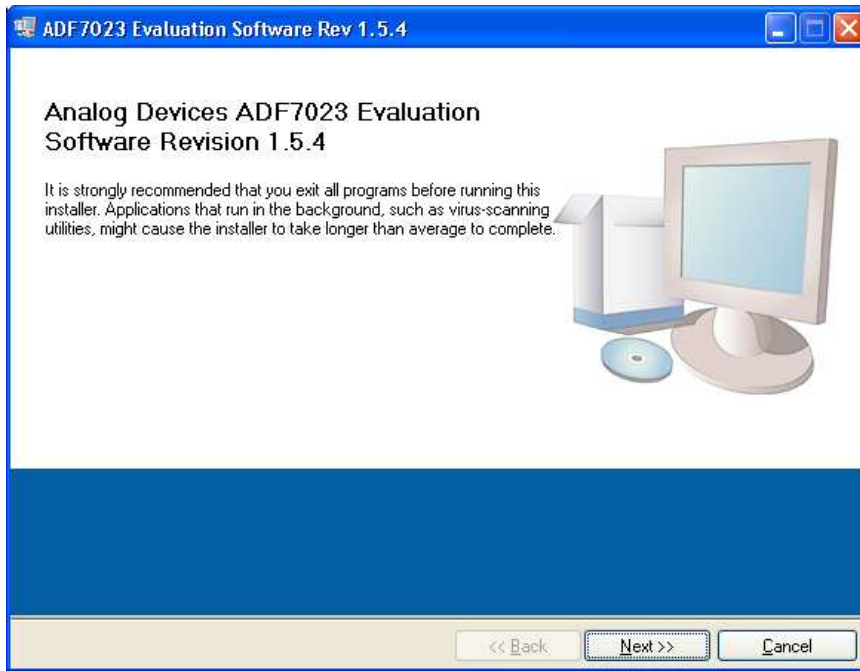 ADF7023 Evaluation Software Rev 1.5.4
Analog Devices ADF7023 Evaluation
Software Revision 1.5.4
It is strongly recommended that you exit all programs before running this
installer. Applications that run in the background, such as virus-scanning
utilities, might cause the installer to take longer than average to complete.
<< Back
Next >>
Cancel